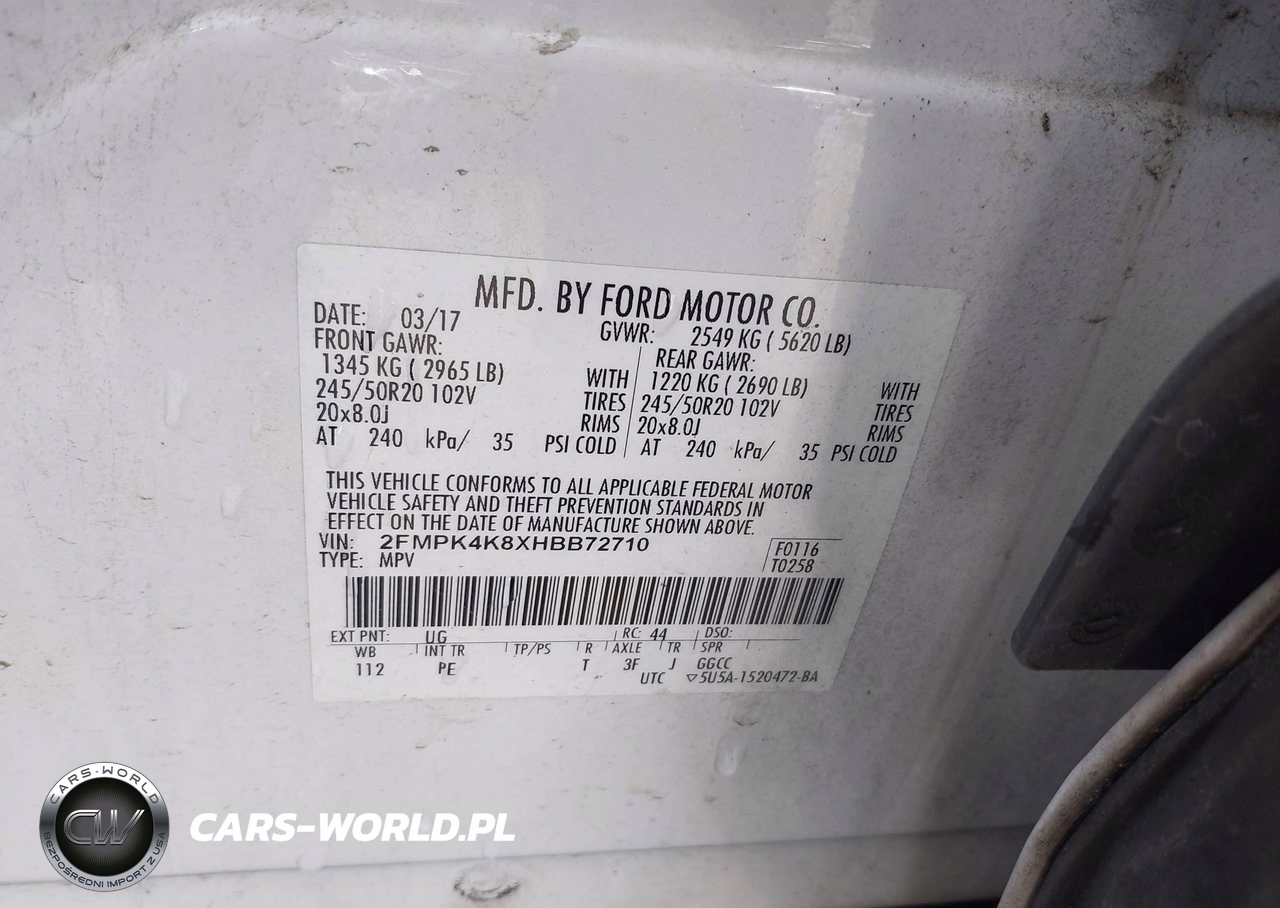 MFD. BY FORD MOTOR CO.
DATE: 03/17 GVWR: 2549 KG ( 5620 LB)
FRONT GAWR: REAR GAWR:
1345 KG ( 2965 LB) WITH 1220 KG ( 2690 LB) WITH
245/50R20 102V TIRES 245/50R20 102V TIRES
20x8.0J RIMS 20x8.0J RIMS
AT 240 kPa/ 35 PSI COLD AT 240 kPa/ 35 PSI COLD
THIS VEHICLE CONFORMS TO ALL APPLICABLE FEDERAL MOTOR
VEHICLE SAFETY AND THEFT PREVENTION STANDARDS IN
EFFECT ON THE DATE OF MANUFACTURE SHOWN ABOVE.
VIN: 2FMPK4K8XHBB72710 F0116
TYPE: MPV T0258
EXT PNT: UG RC: 44 DSO:
WB INT TR TP/PS R AXLE TR SPR
112 PE T 3F J GGCC
UTC ▽5U5A-1520472-BA
CARS-WORLD
CW
BEZPOŚREDNI IMPORT Z USA
CARS-WORLD.PL